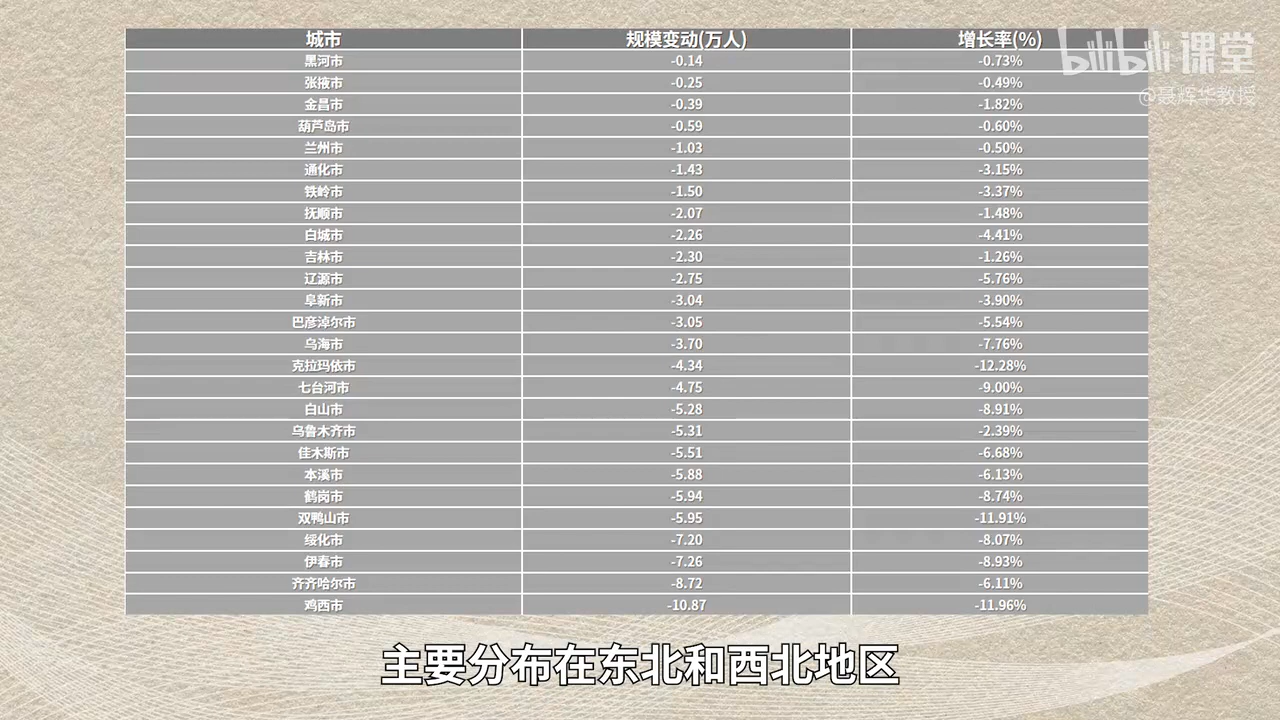 城市 规模变动(万人) 增长率(%)
黑河市 -0.14 -0.73%
张掖市 -0.25 -0.49%
金昌市 -0.39 -1.82%
葫芦岛市 -0.59 -0.60%
兰州市 -1.03 -0.50%
通化市 -1.43 -3.15%
铁岭市 -1.50 -3.37%
抚顺市 -2.07 -1.48%
白城市 -2.26 -4.41%
吉林市 -2.30 -1.26%
辽源市 -2.75 -5.76%
阜新市 -3.04 -3.90%
巴彦淖尔市 -3.05 -5.54%
乌海市 -3.70 -7.76%
克拉玛依市 -4.34 -12.28%
七台河市 -4.75 -9.00%
白山市 -5.28 -8.91%
乌鲁木齐市 -5.31 -2.39%
佳木斯市 -5.51 -6.68%
本溪市 -5.88 -6.13%
鹤岗市 -5.94 -8.74%
双鸭山市 -5.95 -11.91%
绥化市 -7.20 -8.07%
伊春市 -7.26 -8.93%
齐齐哈尔市 -8.72 -6.11%
鸡西市 -10.87 -11.96%
bilibili 课堂
@聂辉华教授
主要分布在东北和西北地区